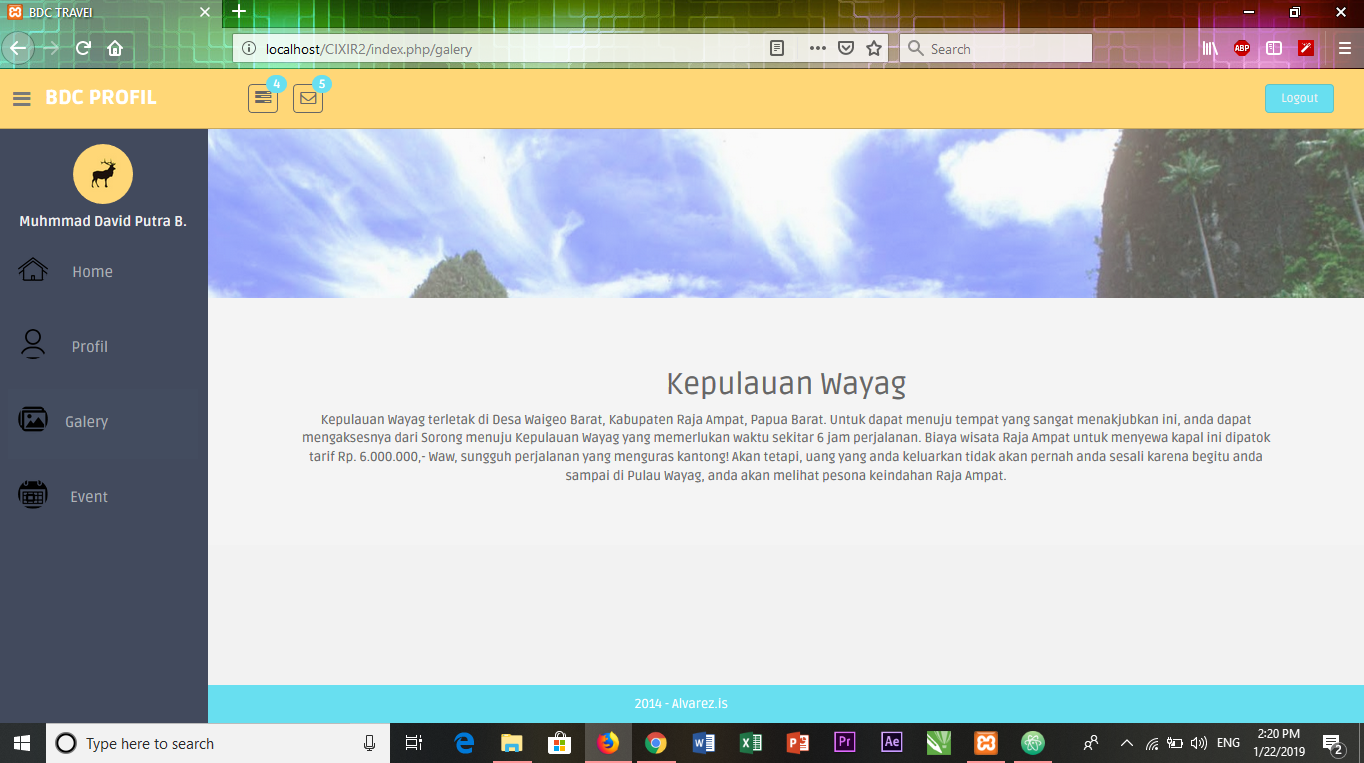 BDC TRAVEl
localhost/CIXIR2/index.php/galery
Search
ABP
BDC PROFIL
4
5
Logout
Muhmmad David Putra B.
Home
Profil
Galery
Event
Kepulauan Wayag
Kepulauan Wayag terletak di Desa Waigeo Barat, Kabupaten Raja Ampat, Papua Barat. Untuk dapat menuju tempat yang sangat menakjubkan ini, anda dapat
mengaksesnya dari Sorong menuju Kepulauan Wayag yang memerlukan waktu sekitar 6 jam perjalanan. Biaya wisata Raja Ampat untuk menyewa kapal ini dipatok
tarif Rp. 6.000.000,- Waw, sungguh perjalanan yang menguras kantong! Akan tetapi, uang yang anda keluarkan tidak akan pernah anda sesali karena begitu anda
sampai di Pulau Wayag, anda akan melihat pesona keindahan Raja Ampat.
2014 - Alvarez.is
Type here to search
Pr
Ae
ENG
2:20 PM
1/22/2019
2